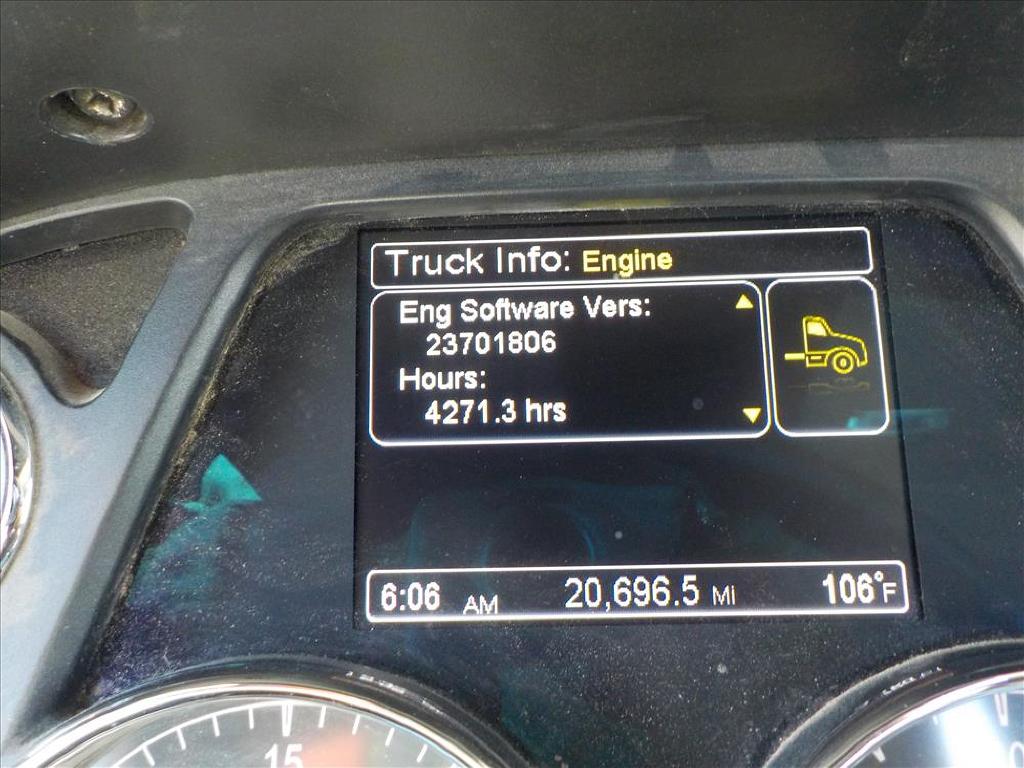 Truck Info: Engine
Eng Software Vers:
23701806
Hours:
4271.3 hrs
6:06 AM 20,696.5 MI 106°F
15